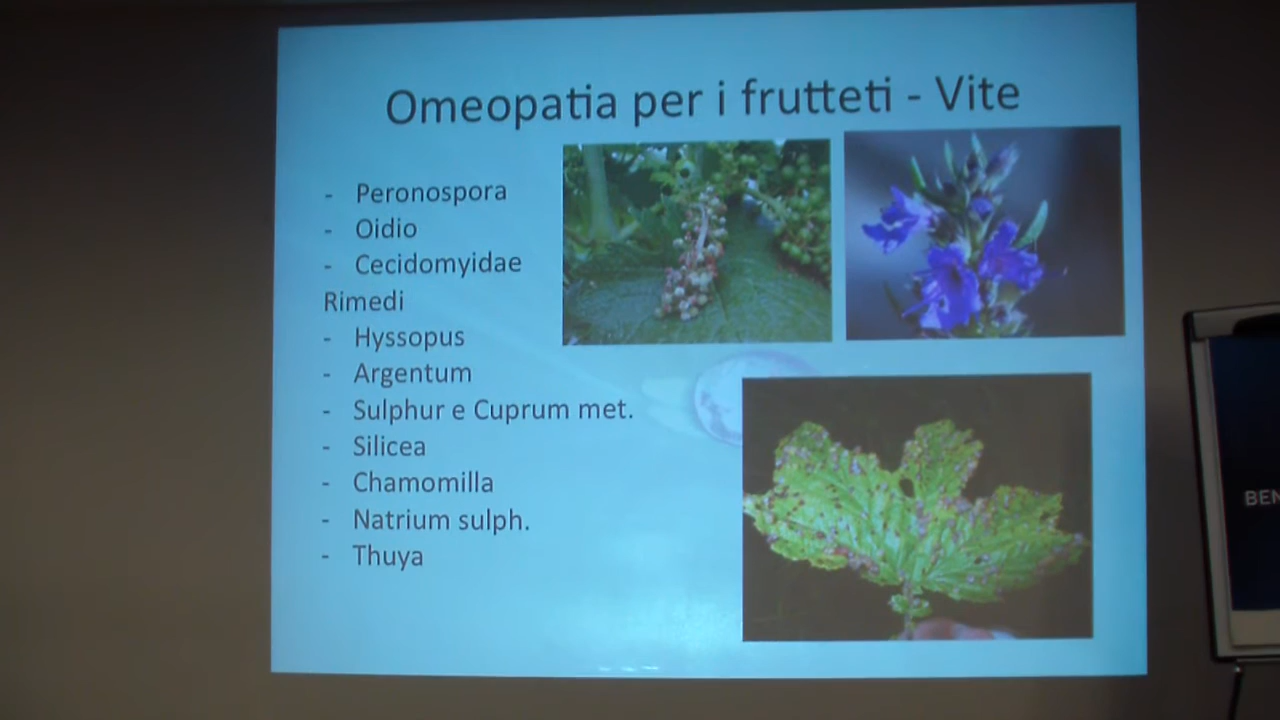 Omeopatia per i frutteti - Vite
- Peronospora
- Oidio
- Cecidomyidae
Rimedi
- Hyssopus
- Argentum
- Sulphur e Cuprum met.
- Silicea
- Chamomilla
- Natrium sulph.
- Thuya
BEN